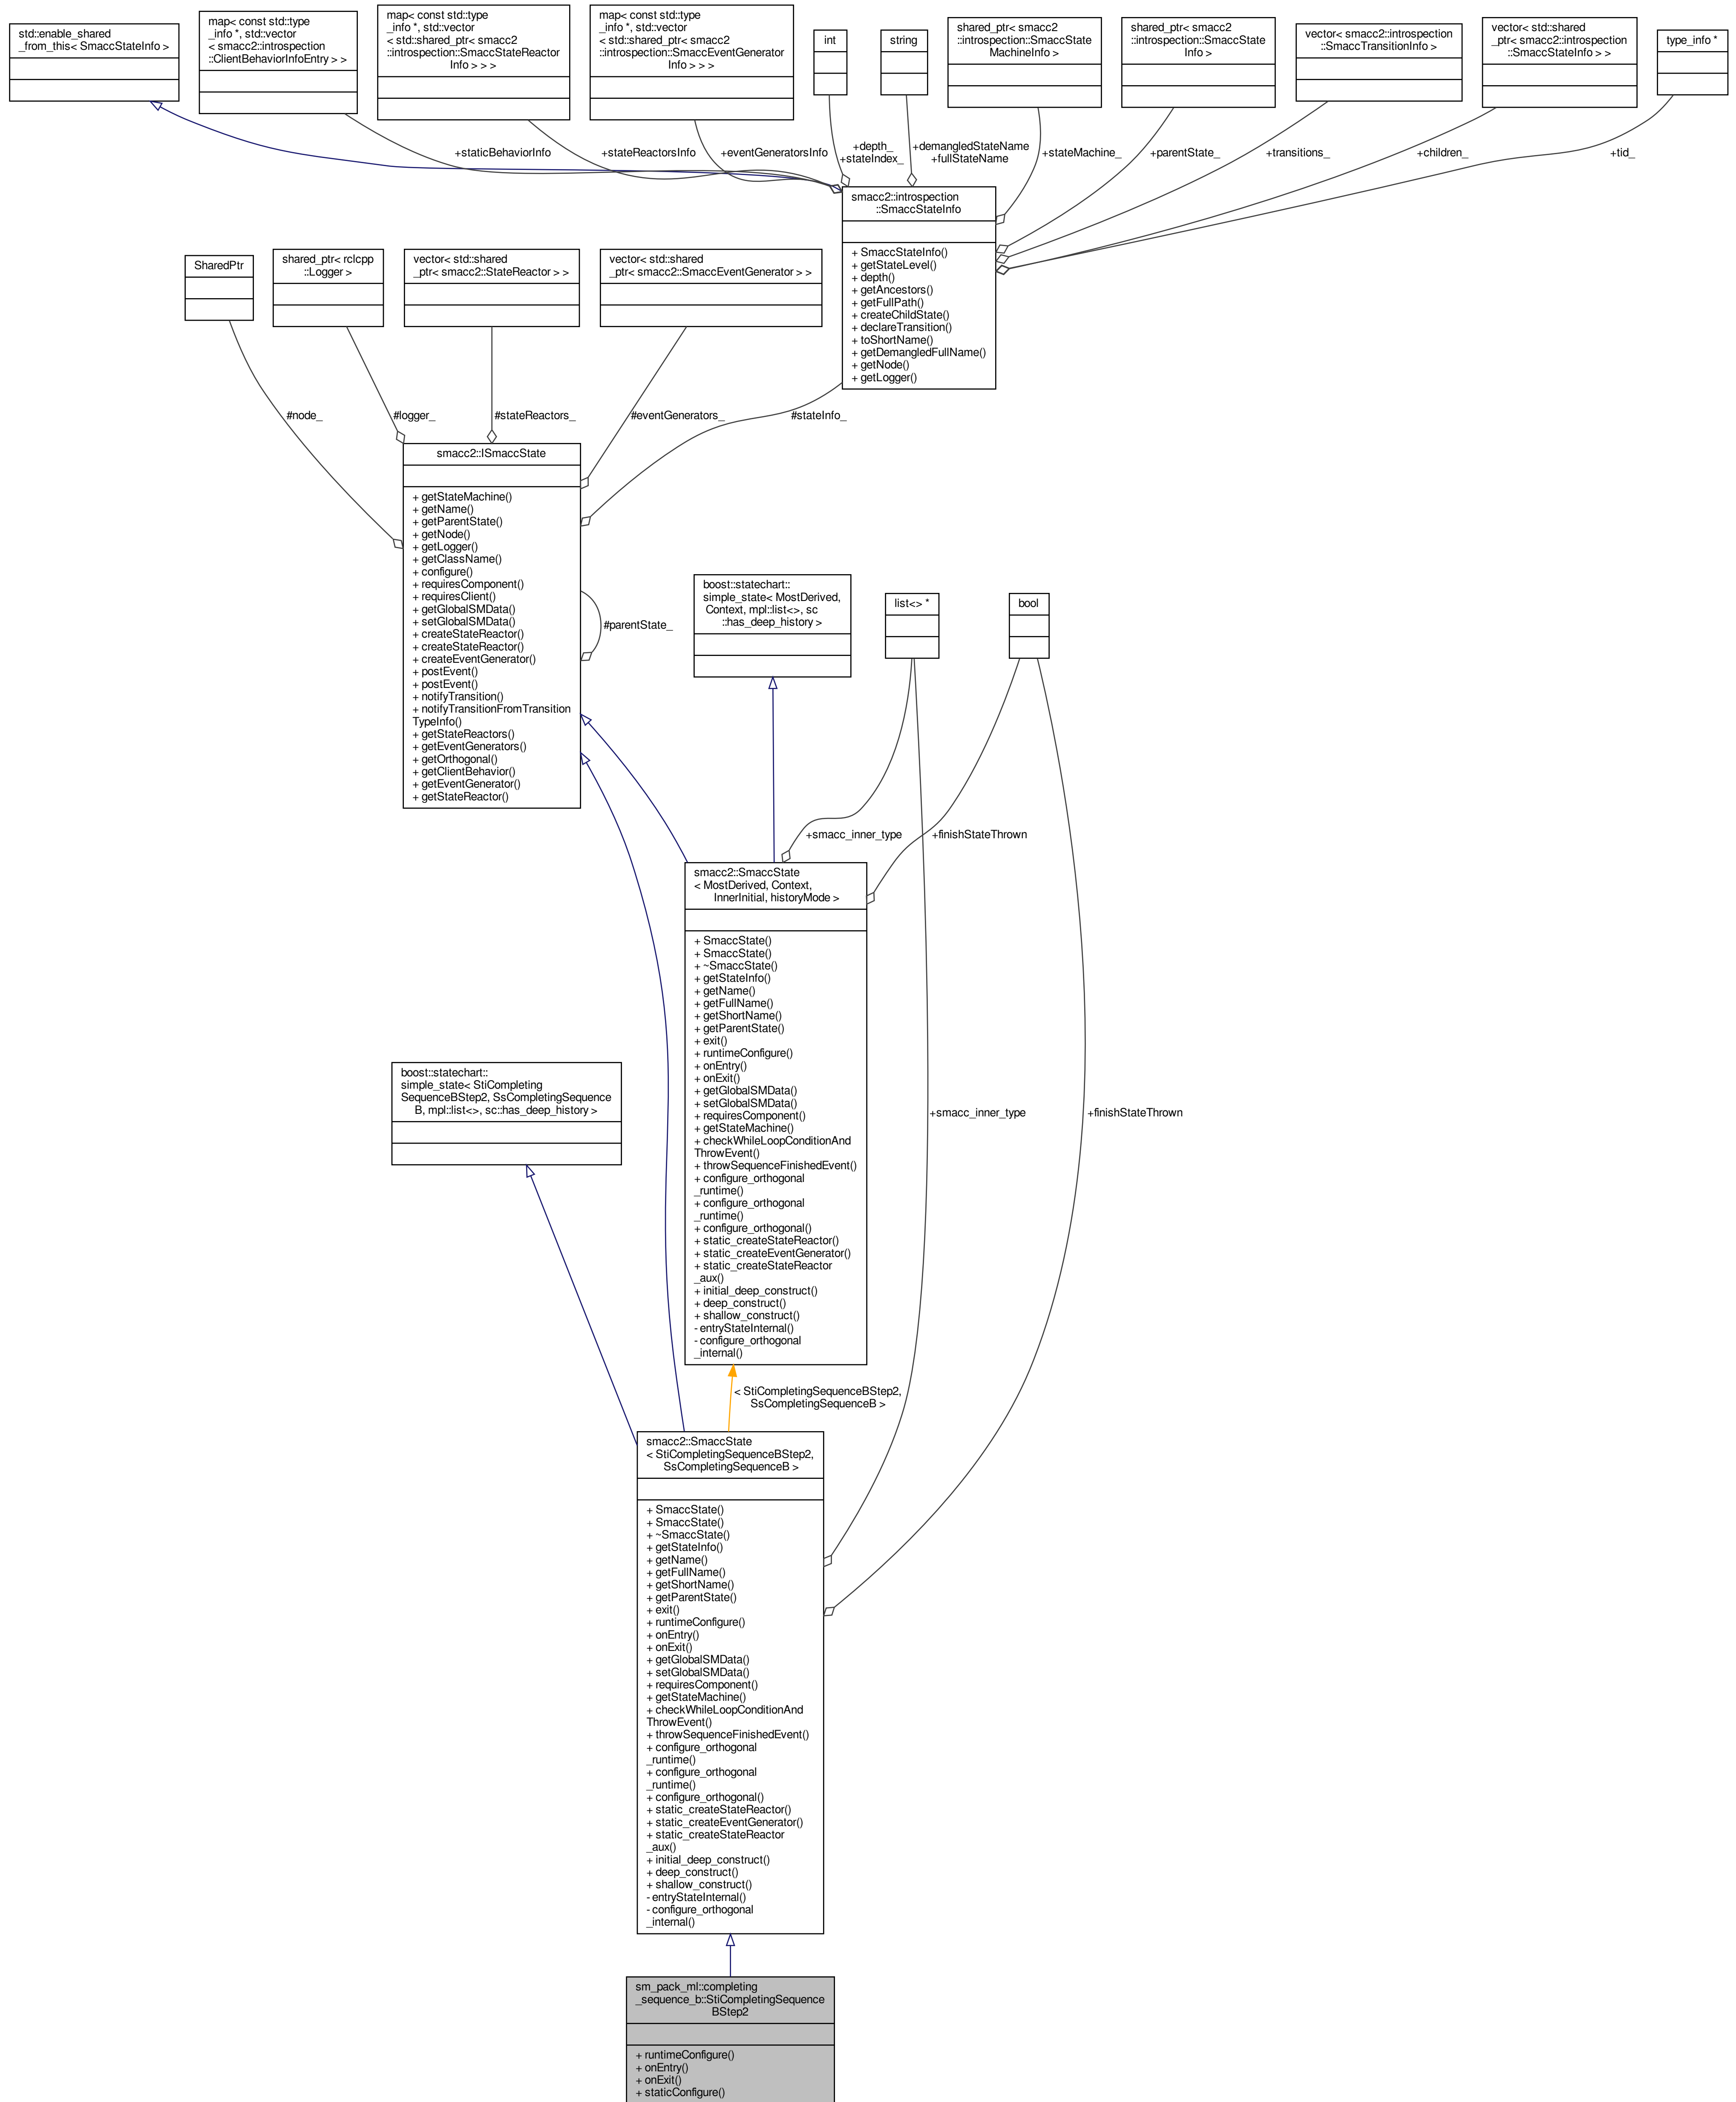 std::enable_shared
_from_this< SmaccStateInfo >
map< const std::type
_info *, std::vector
< smacc2::introspection
::ClientBehaviorInfoEntry > >
map< const std::type
_info *, std::vector
< std::shared_ptr< smacc2
::introspection::SmaccStateReactor
Info > > >
map< const std::type
_info *, std::vector
< std::shared_ptr< smacc2
::introspection::SmaccEventGenerator
Info > > >
int
string
shared_ptr< smacc2
::introspection::SmaccState
MachineInfo >
shared_ptr< smacc2
::introspection::SmaccState
Info >
vector< smacc2::introspection
::SmaccTransitionInfo >
vector< std::shared
_ptr< smacc2::introspection
::SmaccStateInfo > >
type_info *
+staticBehaviorInfo
+stateReactorsInfo
+eventGeneratorsInfo
+depth_
+stateIndex_
+demangledStateName
+fullStateName
+stateMachine_
+parentState_
+transitions_
+children_
+tid_
smacc2::introspection
::SmaccStateInfo
+ SmaccStateInfo()
+ getStateLevel()
+ depth()
+ getAncestors()
+ getFullPath()
+ createChildState()
+ declareTransition()
+ toShortName()
+ getDemangledFullName()
+ getNode()
+ getLogger()
SharedPtr
shared_ptr< rclcpp
::Logger >
vector< std::shared
_ptr< smacc2::StateReactor > >
vector< std::shared
_ptr< smacc2::SmaccEventGenerator > >
#node_
#logger_
#stateReactors_
#eventGenerators_
#stateInfo_
smacc2::ISmaccState
+ getStateMachine()
+ getName()
+ getParentState()
+ getNode()
+ getLogger()
+ getClassName()
+ configure()
+ requiresComponent()
+ requiresClient()
+ getGlobalSMData()
+ setGlobalSMData()
+ createStateReactor()
+ createStateReactor()
+ createEventGenerator()
+ postEvent()
+ postEvent()
+ notifyTransition()
+ notifyTransitionFromTransition
TypeInfo()
+ getStateReactors()
+ getEventGenerators()
+ getOrthogonal()
+ getClientBehavior()
+ getEventGenerator()
+ getStateReactor()
#parentState_
boost::statechart::
simple_state< MostDerived,
Context, mpl::list<>, sc
::has_deep_history >
list<> *
bool
+smacc_inner_type
+finishStateThrown
smacc2::SmaccState
< MostDerived, Context,
InnerInitial, historyMode >
+ SmaccState()
+ SmaccState()
+ ~SmaccState()
+ getStateInfo()
+ getName()
+ getFullName()
+ getShortName()
+ getParentState()
+ exit()
+ runtimeConfigure()
+ onEntry()
+ onExit()
+ getGlobalSMData()
+ setGlobalSMData()
+ requiresComponent()
+ getStateMachine()
+ checkWhileLoopConditionAnd
ThrowEvent()
+ throwSequenceFinishedEvent()
+ configure_orthogonal
_runtime()
+ configure_orthogonal
_runtime()
+ configure_orthogonal()
+ static_createStateReactor()
+ static_createEventGenerator()
+ static_createStateReactor
_aux()
+ initial_deep_construct()
+ deep_construct()
+ shallow_construct()
- entryStateInternal()
- configure_orthogonal
_internal()
boost::statechart::
simple_state< StiCompleting
SequenceBStep2, SsCompletingSequence
B, mpl::list<>, sc::has_deep_history >
+smacc_inner_type
+finishStateThrown
< StiCompletingSequenceBStep2,
SsCompletingSequenceB >
smacc2::SmaccState
< StiCompletingSequenceBStep2,
SsCompletingSequenceB >
+ SmaccState()
+ SmaccState()
+ ~SmaccState()
+ getStateInfo()
+ getName()
+ getFullName()
+ getShortName()
+ getParentState()
+ exit()
+ runtimeConfigure()
+ onEntry()
+ onExit()
+ getGlobalSMData()
+ setGlobalSMData()
+ requiresComponent()
+ getStateMachine()
+ checkWhileLoopConditionAnd
ThrowEvent()
+ throwSequenceFinishedEvent()
+ configure_orthogonal
_runtime()
+ configure_orthogonal
_runtime()
+ configure_orthogonal()
+ static_createStateReactor()
+ static_createEventGenerator()
+ static_createStateReactor
_aux()
+ initial_deep_construct()
+ deep_construct()
+ shallow_construct()
- entryStateInternal()
- configure_orthogonal
_internal()
sm_pack_ml::completing
_sequence_b::StiCompletingSequence
BStep2
+ runtimeConfigure()
+ onEntry()
+ onExit()
+ staticConfigure()